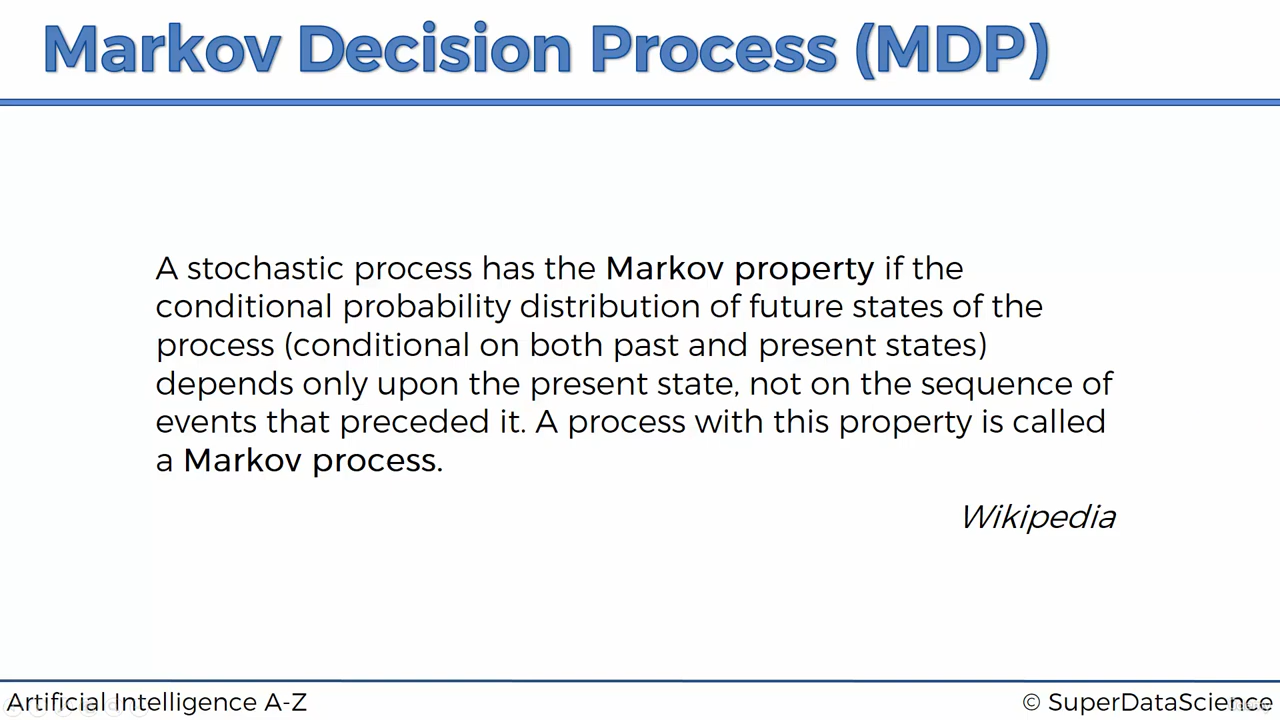 Markov Decision Process (MDP)
A stochastic process has the Markov property if the
conditional probability distribution of future states of the
process (conditional on both past and present states)
depends only upon the present state, not on the sequence of
events that preceded it. A process with this property is called
a Markov process.
Wikipedia
Artificial Intelligence A-Z
© SuperDataScience